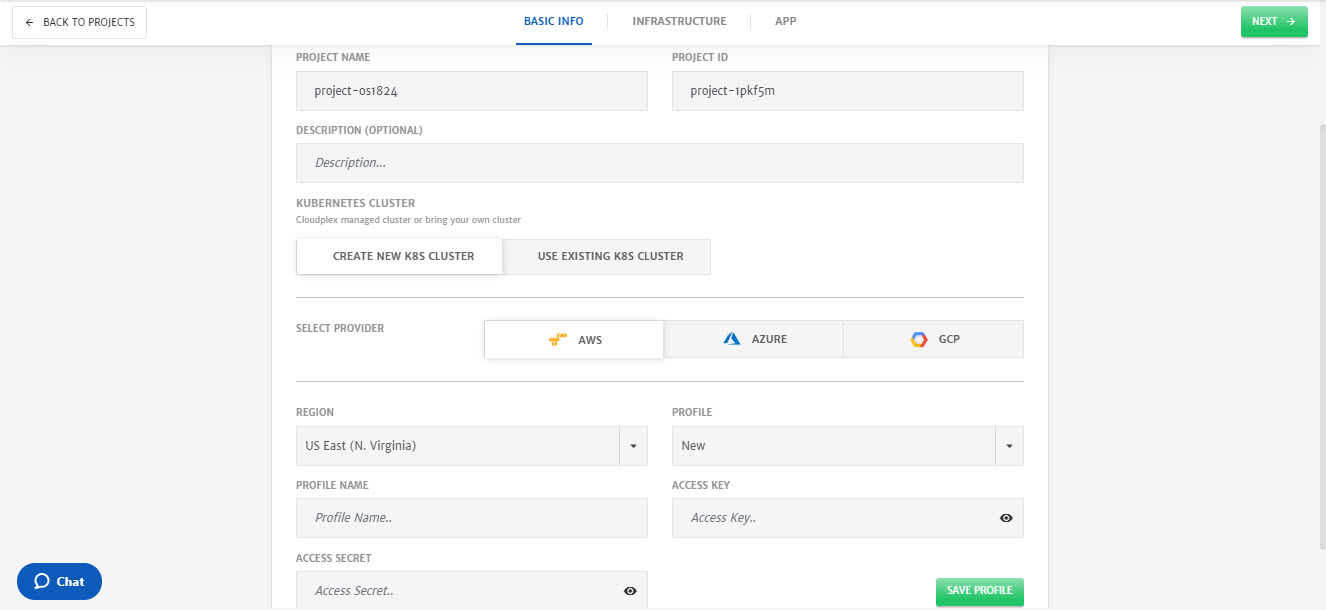 BACK TO PROJECTS
BASIC INFO
INFRASTRUCTURE
APP
NEXT
PROJECT NAME
PROJECT ID
project-os1824
project-1pkf5m
DESCRIPTION (OPTIONAL)
Description...
KUBERNETES CLUSTER
Cloudplex managed cluster or bring your own cluster
CREATE NEW K8S CLUSTER
USE EXISTING K8S CLUSTER
SELECT PROVIDER
AWS
AZURE
GCP
REGION
PROFILE
US East (N. Virginia)
New
PROFILE NAME
ACCESS KEY
Profile Name..
Access Key..
ACCESS SECRET
Access Secret..
SAVE PROFILE
Chat